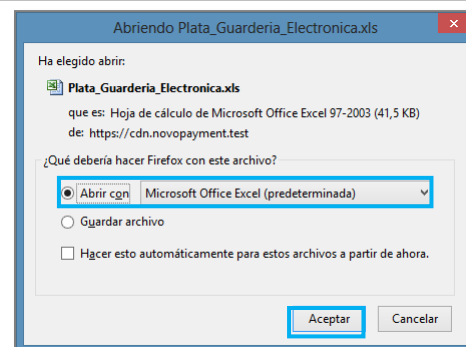 Abriendo Plata_Guarderia_Electronica.xls
Ha elegido abrir:
Plata_Guarderia_Electronica.xls
que es: Hoja de cálculo de Microsoft Office Excel 97-2003 (41,5 KB)
de: https://cdn.novopayment.test
¿Qué debería hacer Firefox con este archivo?
Abrir con Microsoft Office Excel (predeterminada)
Guardar archivo
Hacer esto automáticamente para estos archivos a partir de ahora.
Aceptar Cancelar